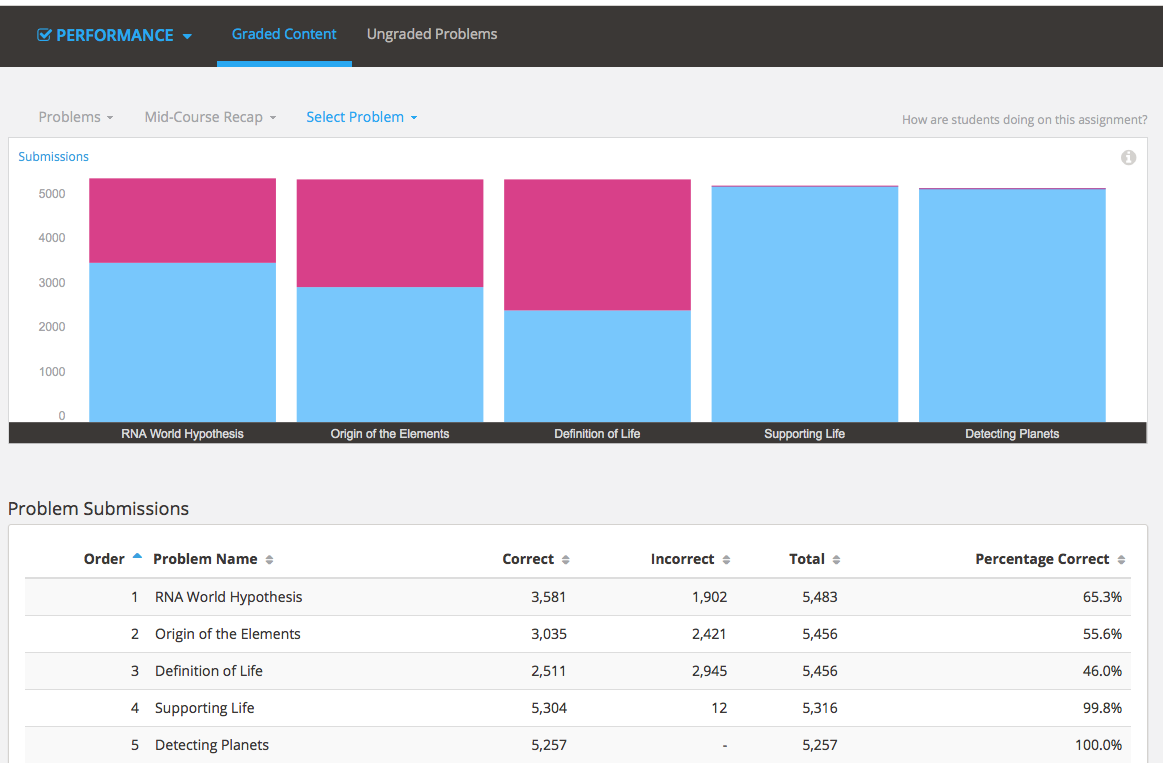 PERFORMANCE Graded Content Ungraded Problems
Problems Mid-Course Recap Select Problem How are students doing on this assignment?
Submissions
5000
4000
3000
2000
1000
0
RNA World Hypothesis Origin of the Elements Definition of Life Supporting Life Detecting Planets
Problem Submissions
Order Problem Name Correct Incorrect Total Percentage Correct
1 RNA World Hypothesis 3,581 1,902 5,483 65.3%
2 Origin of the Elements 3,035 2,421 5,456 55.6%
3 Definition of Life 2,511 2,945 5,456 46.0%
4 Supporting Life 5,304 12 5,316 99.8%
5 Detecting Planets 5,257 - 5,257 100.0%